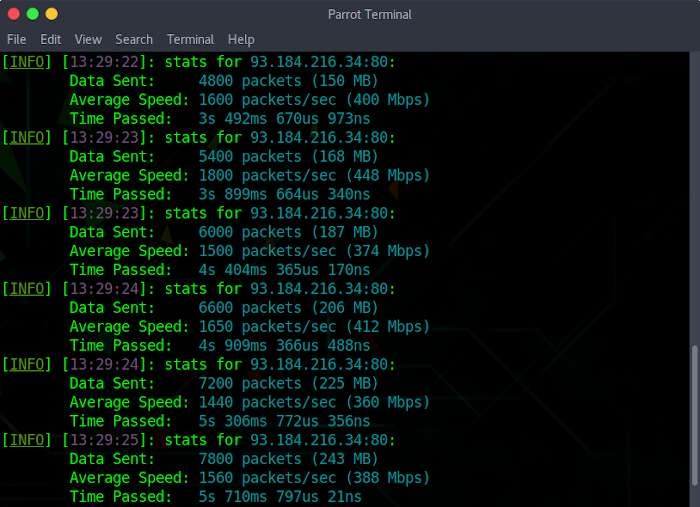 Parrot Terminal
File Edit View Search Terminal Help
[INFO] [13:29:22]: stats for 93.184.216.34:80:
Data Sent: 4800 packets (150 MB)
Average Speed: 1600 packets/sec (400 Mbps)
Time Passed: 3s 492ms 670us 973ns
[INFO] [13:29:23]: stats for 93.184.216.34:80:
Data Sent: 5400 packets (168 MB)
Average Speed: 1800 packets/sec (448 Mbps)
Time Passed: 3s 899ms 664us 340ns
[INFO] [13:29:23]: stats for 93.184.216.34:80:
Data Sent: 6000 packets (187 MB)
Average Speed: 1500 packets/sec (374 Mbps)
Time Passed: 4s 404ms 365us 170ns
[INFO] [13:29:24]: stats for 93.184.216.34:80:
Data Sent: 6600 packets (206 MB)
Average Speed: 1650 packets/sec (412 Mbps)
Time Passed: 4s 909ms 366us 488ns
[INFO] [13:29:24]: stats for 93.184.216.34:80:
Data Sent: 7200 packets (225 MB)
Average Speed: 1440 packets/sec (360 Mbps)
Time Passed: 5s 306ms 772us 356ns
[INFO] [13:29:25]: stats for 93.184.216.34:80:
Data Sent: 7800 packets (243 MB)
Average Speed: 1560 packets/sec (388 Mbps)
Time Passed: 5s 710ms 797us 21ns